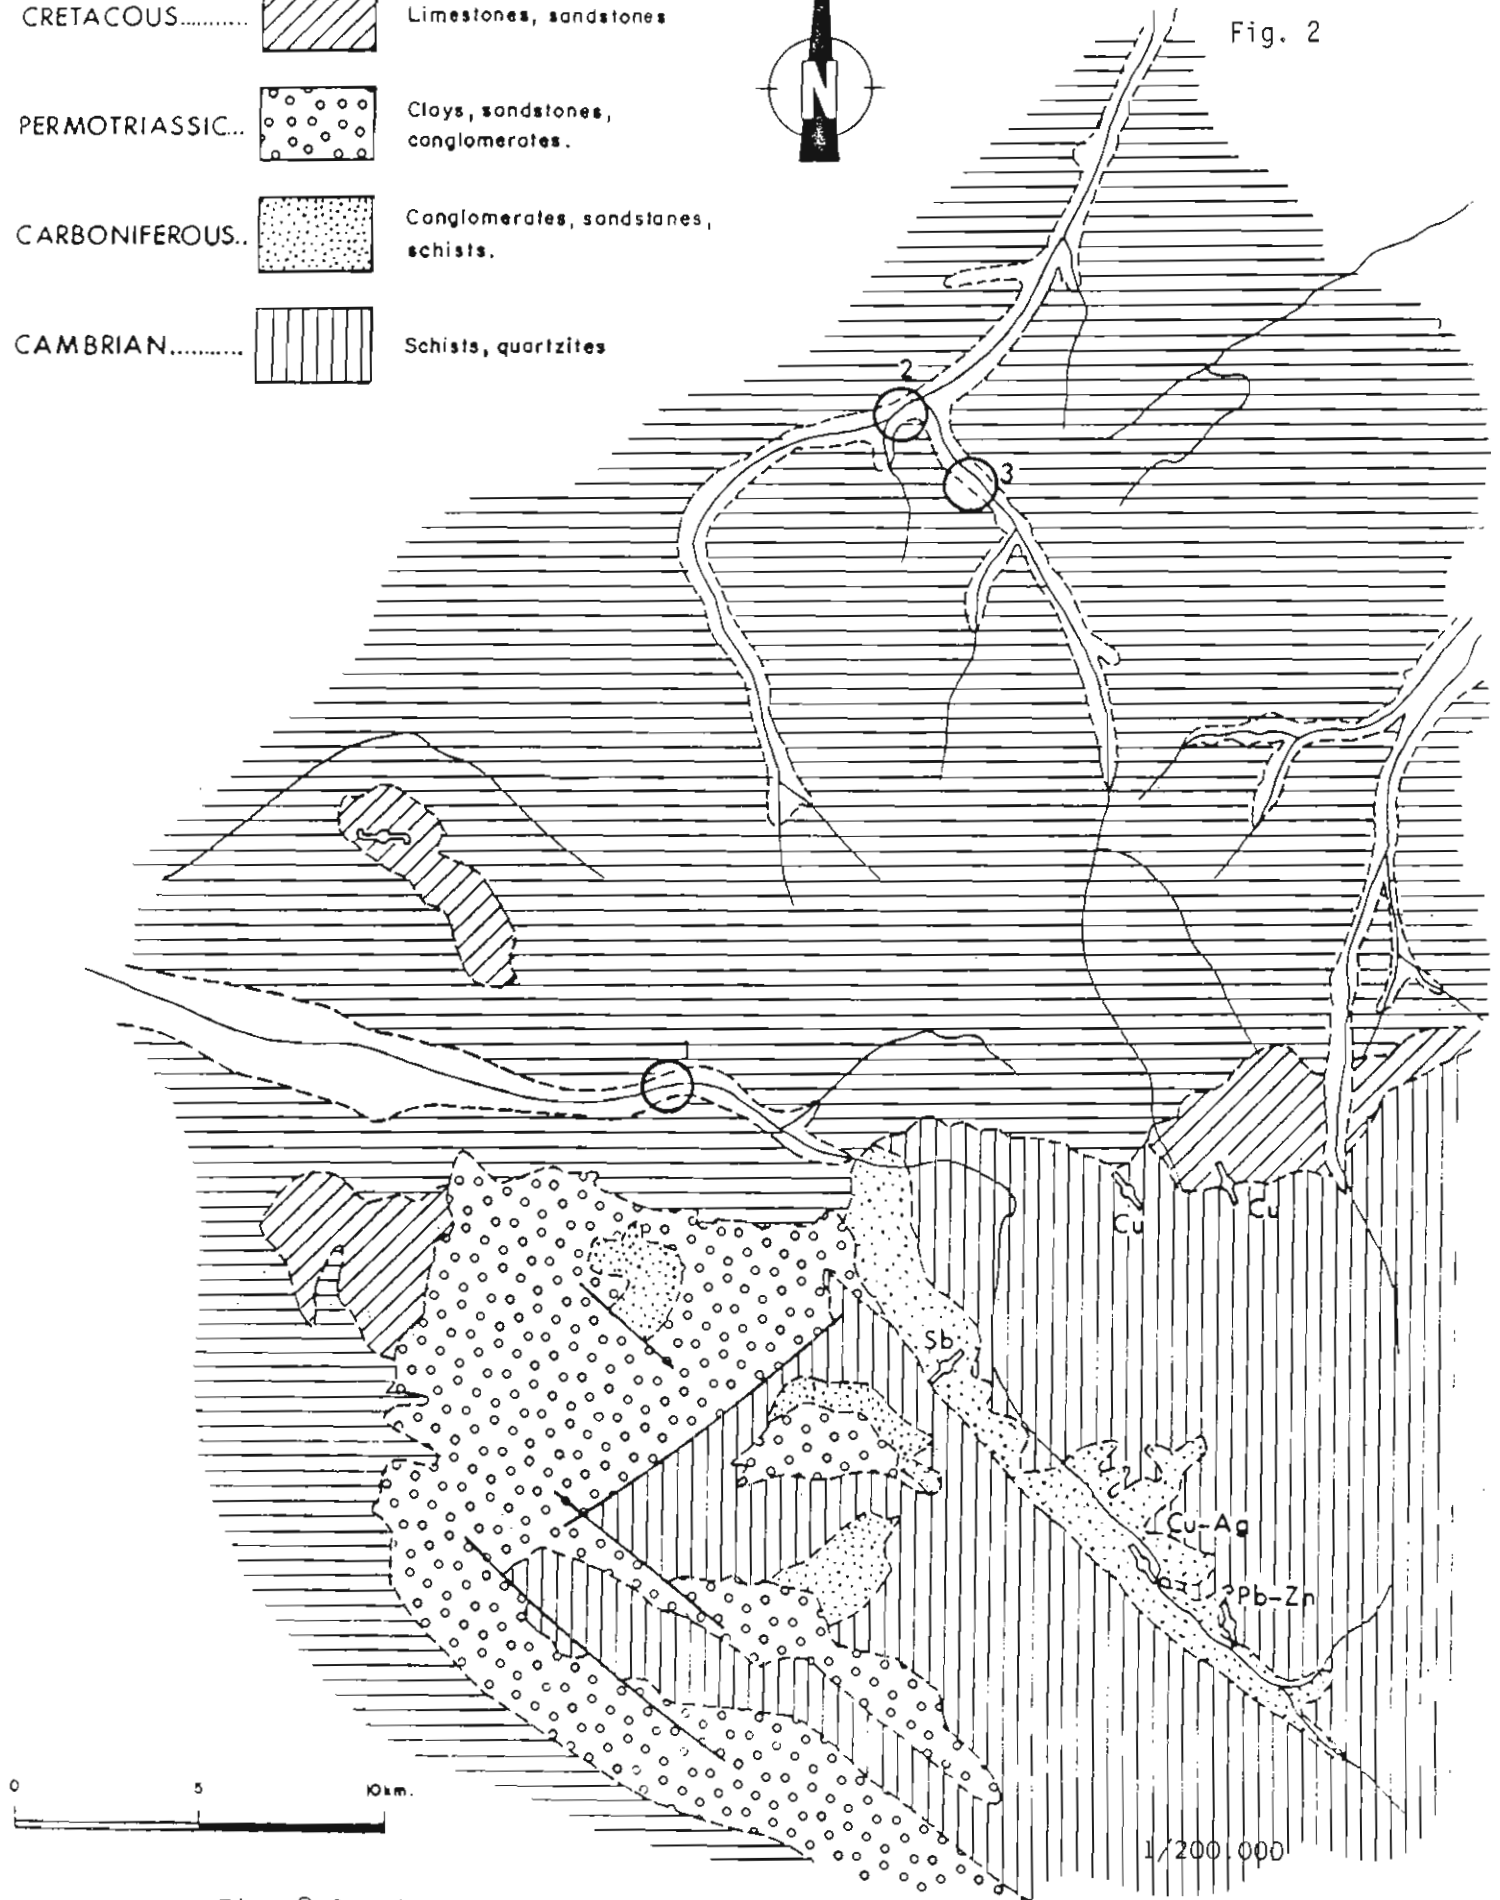 CRETACOUS........... Limestones, sandstones
Fig. 2
N
PERMOTRIASSIC... Clays, sandstones,
conglomerates.
CARBONIFEROUS.. Conglomerates, sandstones,
schists.
CAMBRIAN........... Schists, quartzites
2
3
1
Cu
Cu
Sb
Cu-Ag
Pb-Zn
0 5 10km.
1/200.000